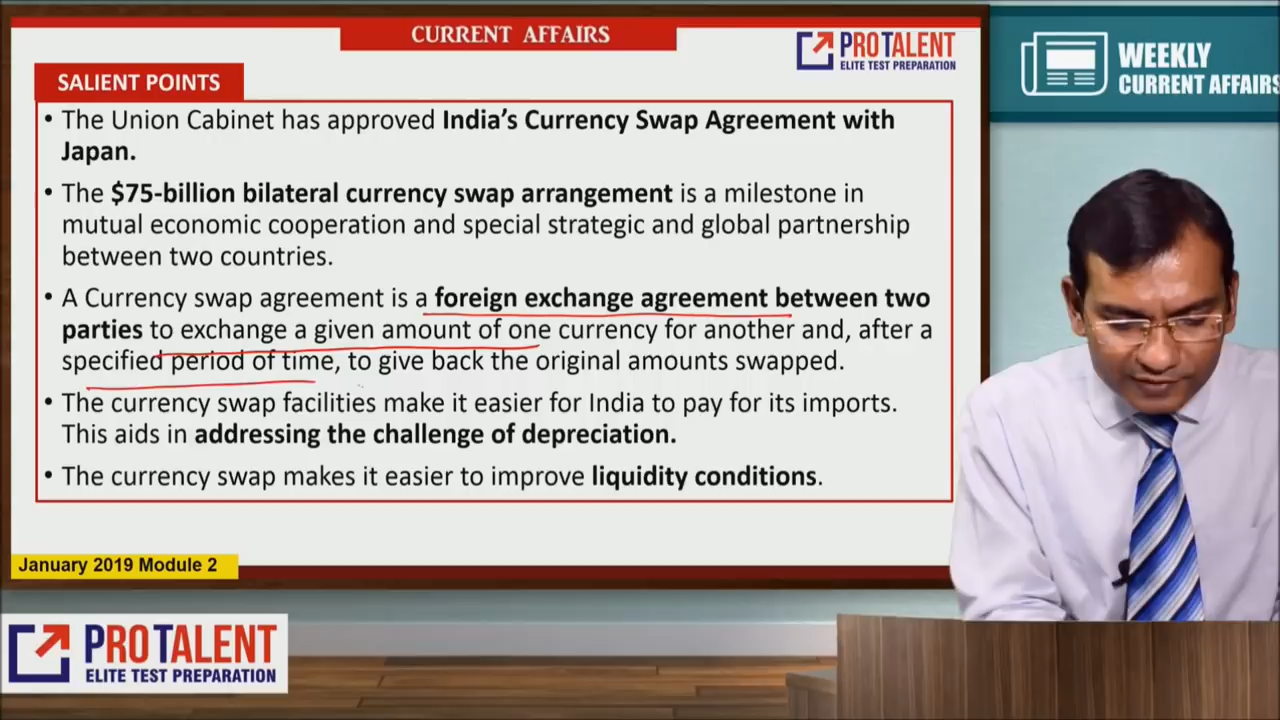 CURRENT AFFAIRS
PROTALENT
ELITE TEST PREPARATION
WEEKLY
CURRENT AFFAIRS
SALIENT POINTS
• The Union Cabinet has approved India's Currency Swap Agreement with
Japan.
• The $75-billion bilateral currency swap arrangement is a milestone in
mutual economic cooperation and special strategic and global partnership
between two countries.
• A Currency swap agreement is a foreign exchange agreement between two
parties to exchange a given amount of one currency for another and, after a
specified period of time, to give back the original amounts swapped.
• The currency swap facilities make it easier for India to pay for its imports.
This aids in addressing the challenge of depreciation.
• The currency swap makes it easier to improve liquidity conditions.
January 2019 Module 2
PROTALENT
ELITE TEST PREPARATION